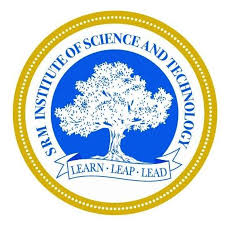 SRM INSTITUTE OF SCIENCE AND TECHNOLOGY
LEARN · LEAP · LEAD